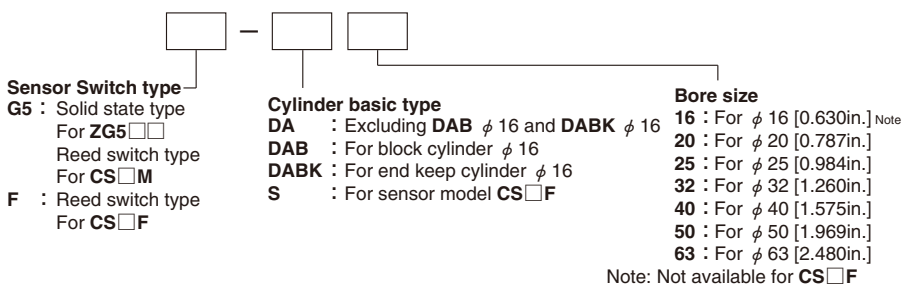 Sensor Switch type
G5 : Solid state type
For ZG5□□
Reed switch type
For CS□M
F : Reed switch type
For CS□F
Cylinder basic type
DA : Excluding DAB φ 16 and DABK φ 16
DAB : For block cylinder φ 16
DABK : For end keep cylinder φ 16
S : For sensor model CS□F
Bore size
16 : For φ 16 [0.630in.] Note
20 : For φ 20 [0.787in.]
25 : For φ 25 [0.984in.]
32 : For φ 32 [1.260in.]
40 : For φ 40 [1.575in.]
50 : For φ 50 [1.969in.]
63 : For φ 63 [2.480in.]
Note: Not available for CS□F